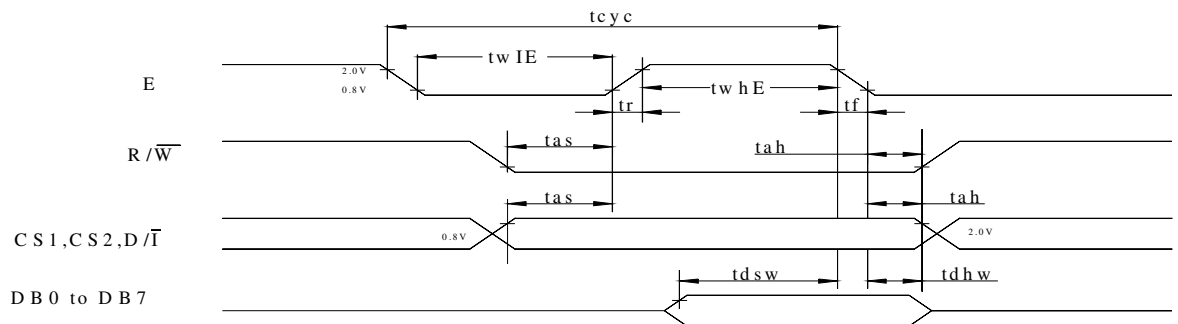 tcyc
twIE
E
2.0V
0.8V
twhE
tr
tf
R/W̅
tas
tah
tas
tah
CS1,CS2,D/I̅
0.8V
2.0V
tdsw
tdhw
DB0 to DB7